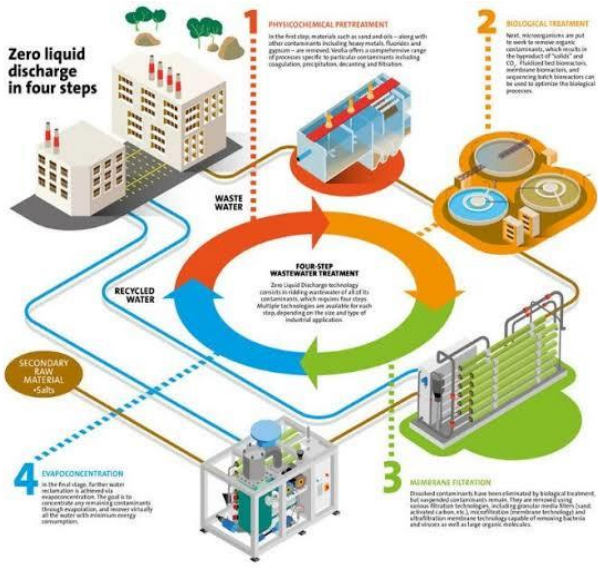 Zero liquid
discharge
in four steps
1
PHYSICOCHEMICAL PRETREATMENT
In the first step, materials such as sand and oils – along with
other contaminants including heavy metals, fluorides and
gypsum – are removed. Veolia offers a comprehensive range
of processes specific to particular contaminants including
coagulation, precipitation, decanting and filtration.
2
BIOLOGICAL TREATMENT
Next, microorganisms are put
to work to remove organic
contaminants, which results in
the byproduct of "solids" and
CO₂. Fluidized bed bioreactors,
membrane bioreactors, and
sequencing batch bioreactors can
be used to optimize the biological
processes.
WASTE
WATER
RECYCLED
WATER
FOUR-STEP
WASTEWATER TREATMENT
Zero Liquid Discharge technology
consists in ridding wastewater of all of its
contaminants, which requires four steps.
Multiple technologies are available for each
step, depending on the size and type of
industrial application.
SECONDARY
RAW
MATERIAL
•Salts
4
EVAPOCONCENTRATION
In the final stage, further water
reclamation is achieved via
evapoconcentration. The goal is to
concentrate any remaining contaminants
through evaporation, and recover virtually
all the water with minimum energy
consumption.
3
MEMBRANE FILTRATION
Dissolved contaminants have been eliminated by biological treatment,
but suspended contaminants remain. They are removed using
various filtration technologies, including granular media filters (sand,
activated carbon, etc.), microfiltration (membrane technology) and
ultrafiltration membrane technology capable of removing bacteria
and viruses as well as large organic molecules.